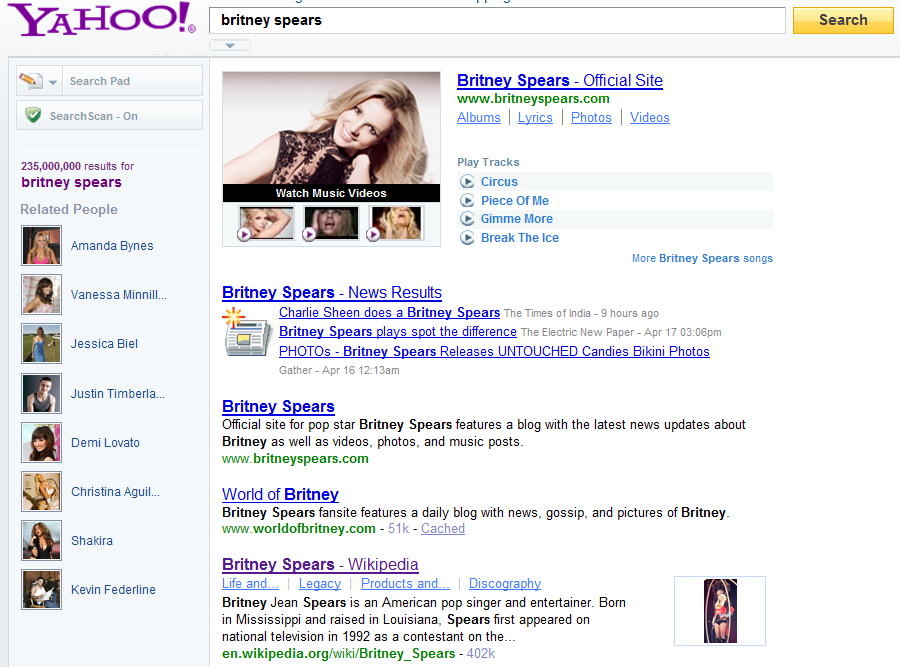 YAHOO!®
britney spears
Search
Search Pad
SearchScan - On
235,000,000 results for
britney spears
Related People
Amanda Bynes
Vanessa Minnill...
Jessica Biel
Justin Timberla...
Demi Lovato
Christina Aguil...
Shakira
Kevin Federline
Watch Music Videos
Britney Spears - Official Site
www.britneyspears.com
Albums | Lyrics | Photos | Videos
Play Tracks
Circus
Piece Of Me
Gimme More
Break The Ice
More Britney Spears songs
Britney Spears - News Results
Charlie Sheen does a Britney Spears The Times of India - 9 hours ago
Britney Spears plays spot the difference The Electric New Paper - Apr 17 03:06pm
PHOTOs - Britney Spears Releases UNTOUCHED Candies Bikini Photos
Gather - Apr 16 12:13am
Britney Spears
Official site for pop star Britney Spears features a blog with the latest news updates about
Britney as well as videos, photos, and music posts.
www.britneyspears.com
World of Britney
Britney Spears fansite features a daily blog with news, gossip, and pictures of Britney.
www.worldofbritney.com - 51k - Cached
Britney Spears - Wikipedia
Life and... | Legacy | Products and... | Discography
Britney Jean Spears is an American pop singer and entertainer. Born
in Mississippi and raised in Louisiana, Spears first appeared on
national television in 1992 as a contestant on the...
en.wikipedia.org/wiki/Britney_Spears - 402k